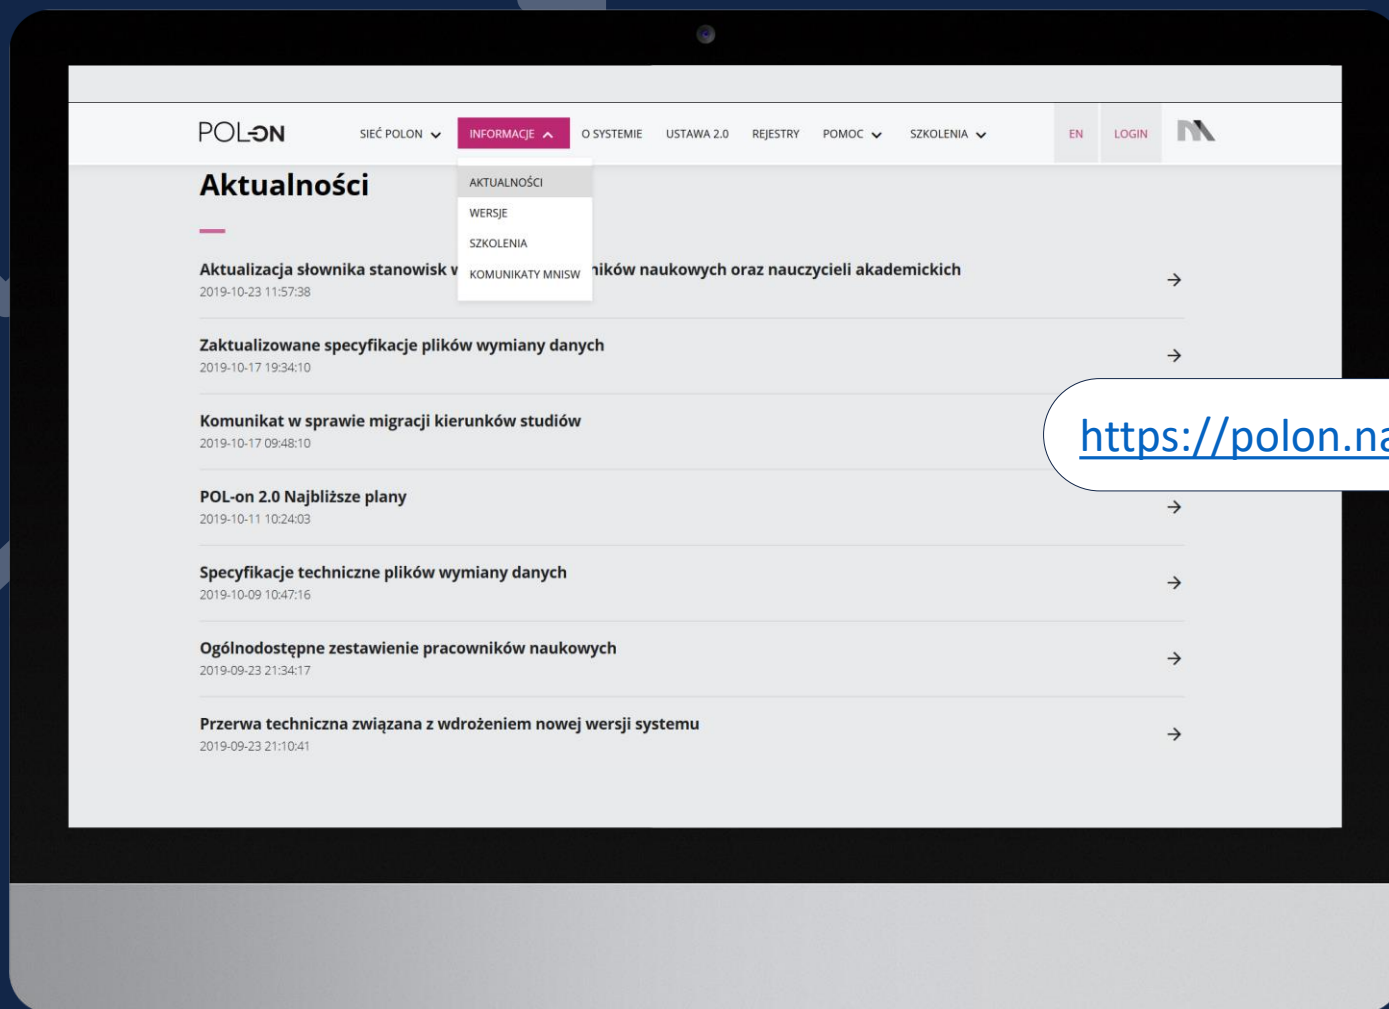 POL-ON
SIEĆ POLON INFORMACJE O SYSTEMIE USTAWA 2.0 REJESTRY POMOC SZKOLENIA EN LOGIN
Aktualności
AKTUALNOŚCI
WERSJE
SZKOLENIA
KOMUNIKATY MNISW
Aktualizacja słownika stanowisk naukowych oraz nauczycieli akademickich
2019-10-23 11:57:38
Zaktualizowane specyfikacje plików wymiany danych
2019-10-17 19:34:10
Komunikat w sprawie migracji kierunków studiów
2019-10-17 09:48:10
https://polon.na
POL-on 2.0 Najbliższe plany
2019-10-11 10:24:03
Specyfikacje techniczne plików wymiany danych
2019-10-09 10:47:16
Ogólnodostępne zestawienie pracowników naukowych
2019-09-23 21:34:17
Przerwa techniczna związana z wdrożeniem nowej wersji systemu
2019-09-23 21:10:41